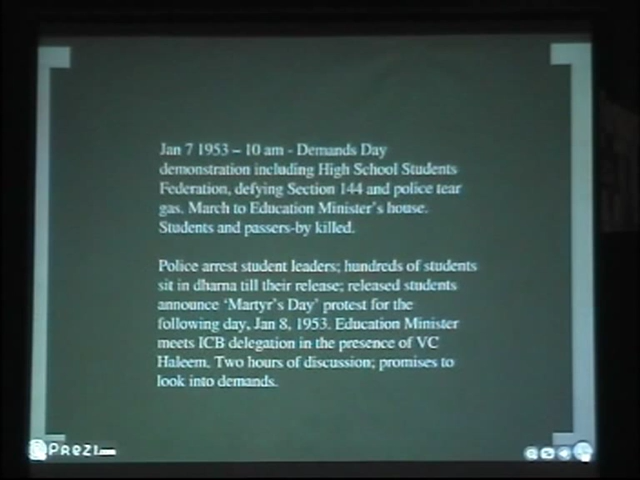 Jan 7 1953 – 10 am - Demands Day
demonstration including High School Students
Federation, defying Section 144 and police tear
gas. March to Education Minister's house.
Students and passers-by killed.
Police arrest student leaders; hundreds of students
sit in dharna till their release; released students
announce 'Martyr's Day' protest for the
following day, Jan 8, 1953. Education Minister
meets ICB delegation in the presence of VC
Haleem. Two hours of discussion; promises to
look into demands.
PREZI